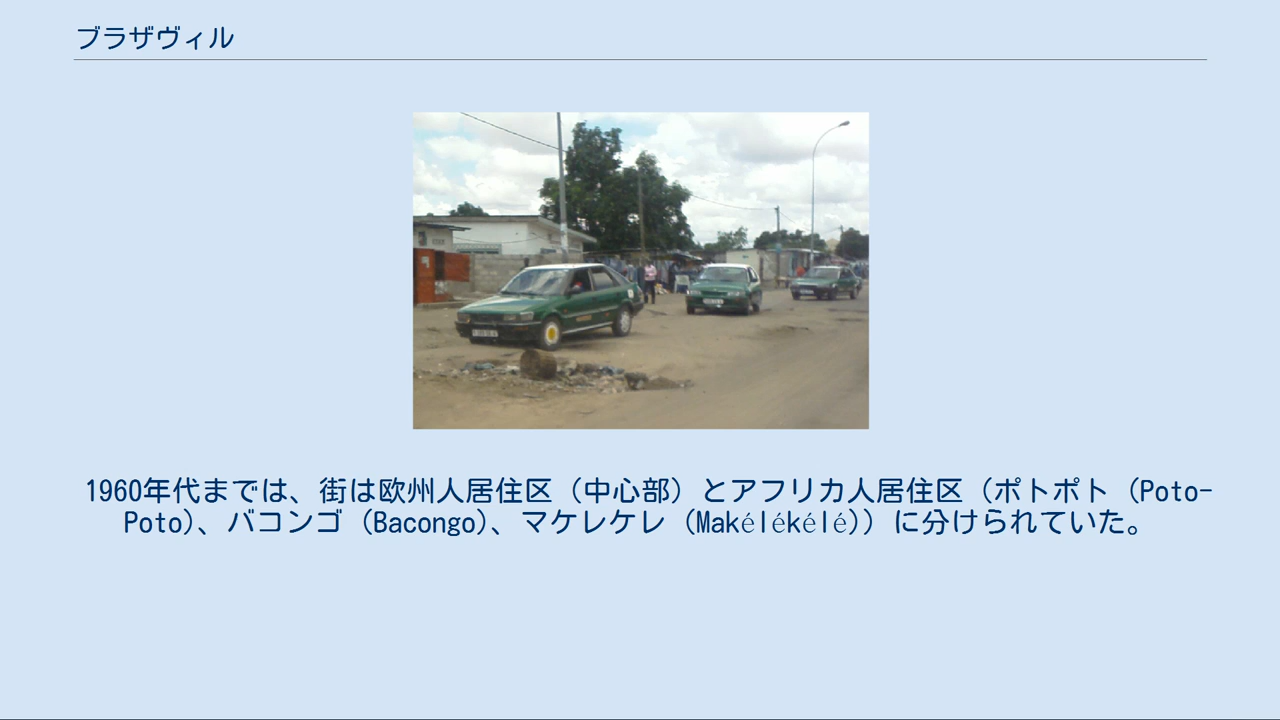 ブラザヴィル
1960年代までは、街は欧州人居住区（中心部）とアフリカ人居住区（ポトポト（Poto-
Poto)、バコンゴ（Bacongo)、マケレケレ（Makélékélé)）に分けられていた。